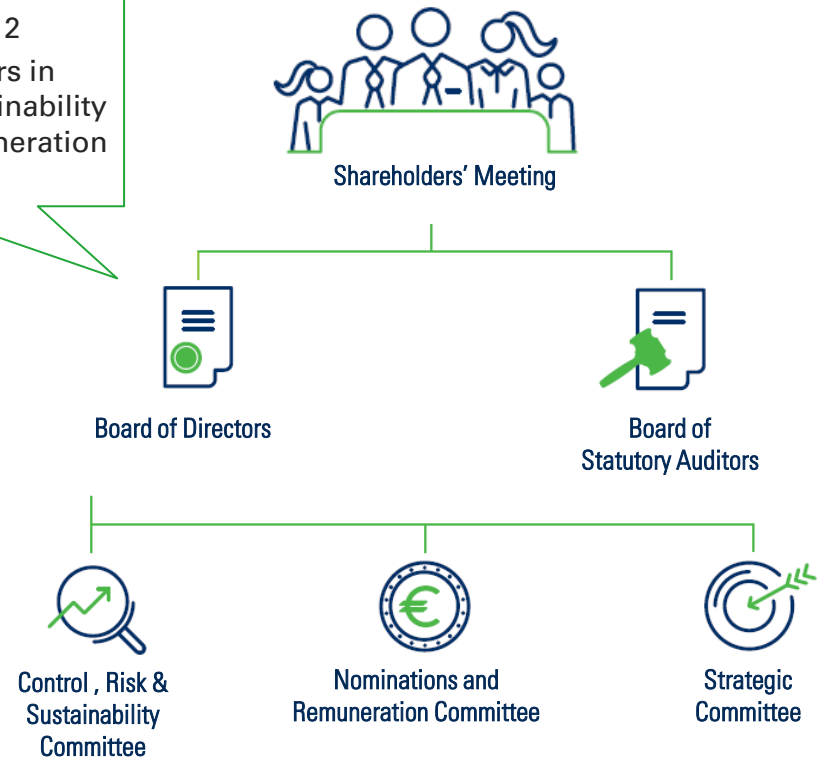 2
rs in
inability
neration
Shareholders’ Meeting
Board of Directors
Board of
Statutory Auditors
Control , Risk &
Sustainability
Committee
Nominations and
Remuneration Committee
Strategic
Committee